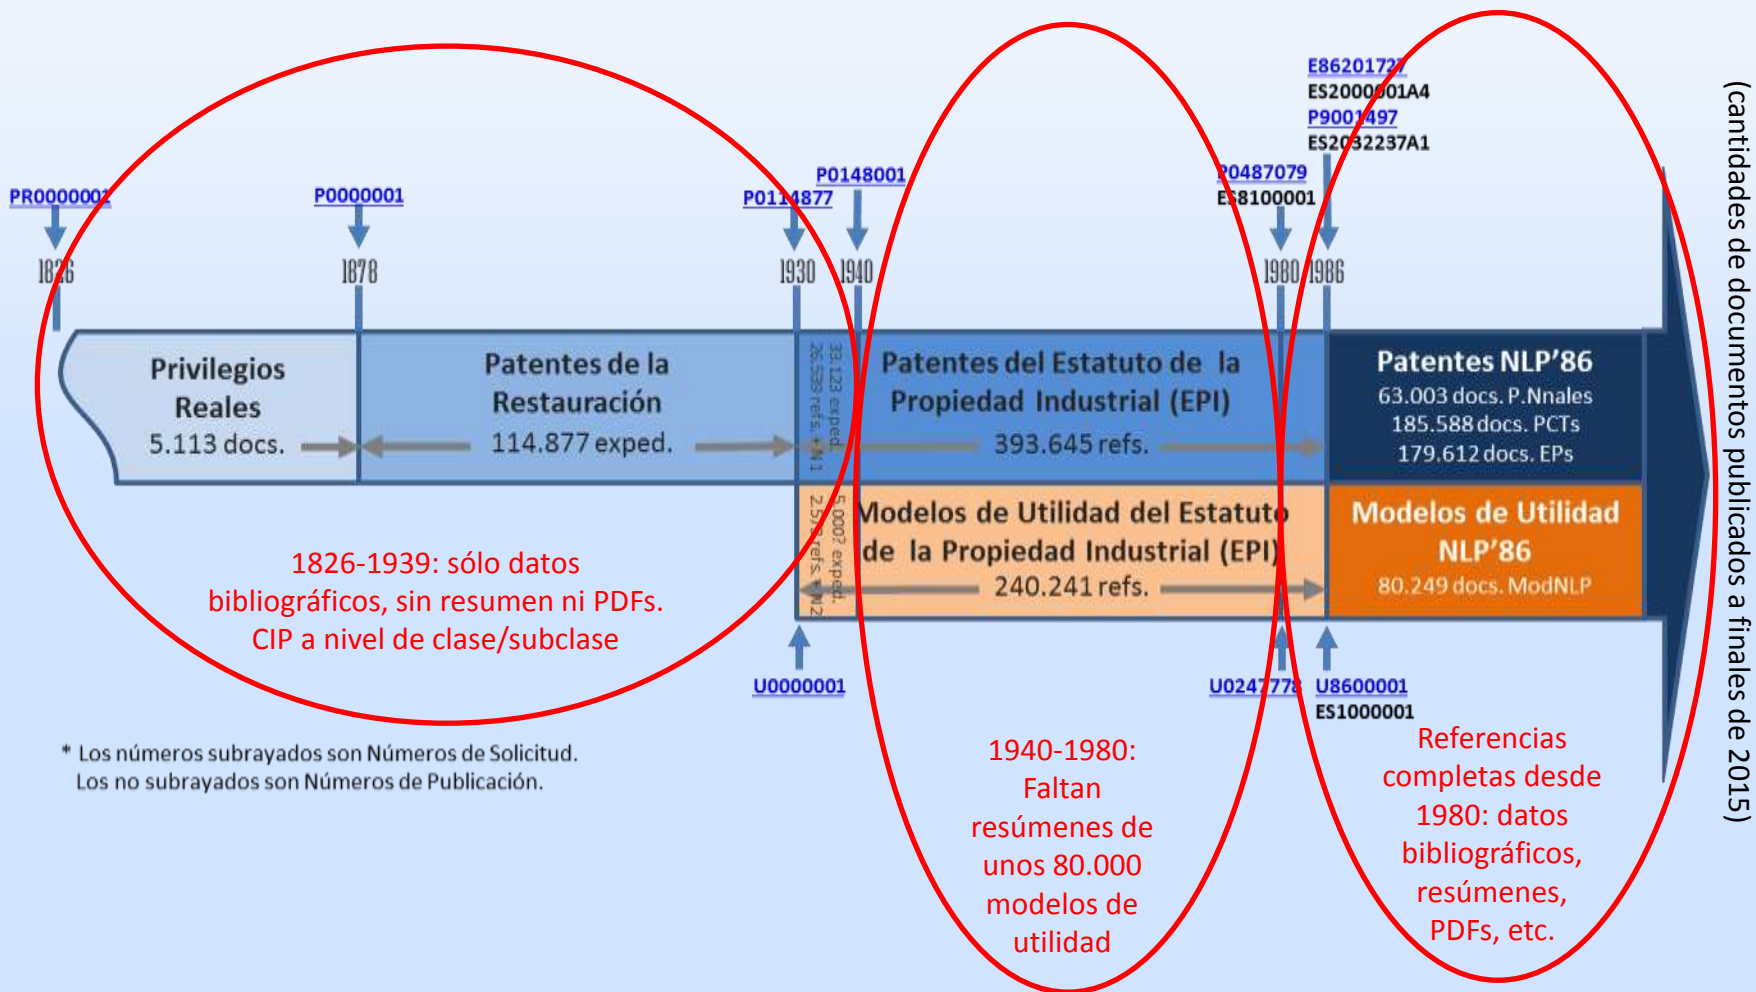 E86201727
ES2000001A4
P9001497
ES2032237A1
P0148001
P0487079
PR0000001
P0000001
P0114877
ES8100001
1826
1878
1930
1940
1980
1986
Privilegios
Reales
5.113 docs.
Patentes de la
Restauración
114.877 exped.
33.123 exped.
26.539 refs. +N1
Patentes del Estatuto de la
Propiedad Industrial (EPI)
393.645 refs.
Patentes NLP’86
63.003 docs. P.Nnales
185.588 docs. PCTs
179.612 docs. EPs
5.000? exped.
refs. +N2
Modelos de Utilidad del Estatuto
de la Propiedad Industrial (EPI)
240.241 refs.
Modelos de Utilidad
NLP’86
80.249 docs. ModNLP
1826-1939: sólo datos
bibliográficos, sin resumen ni PDFs.
CIP a nivel de clase/subclase
U0000001
U0247778
U8600001
ES1000001
* Los números subrayados son Números de Solicitud.
Los no subrayados son Números de Publicación.
1940-1980:
Faltan
resúmenes de
unos 80.000
modelos de
utilidad
Referencias
completas desde
1980: datos
bibliográficos,
resúmenes,
PDFs, etc.
(cantidades de documentos publicados a finales de 2015)